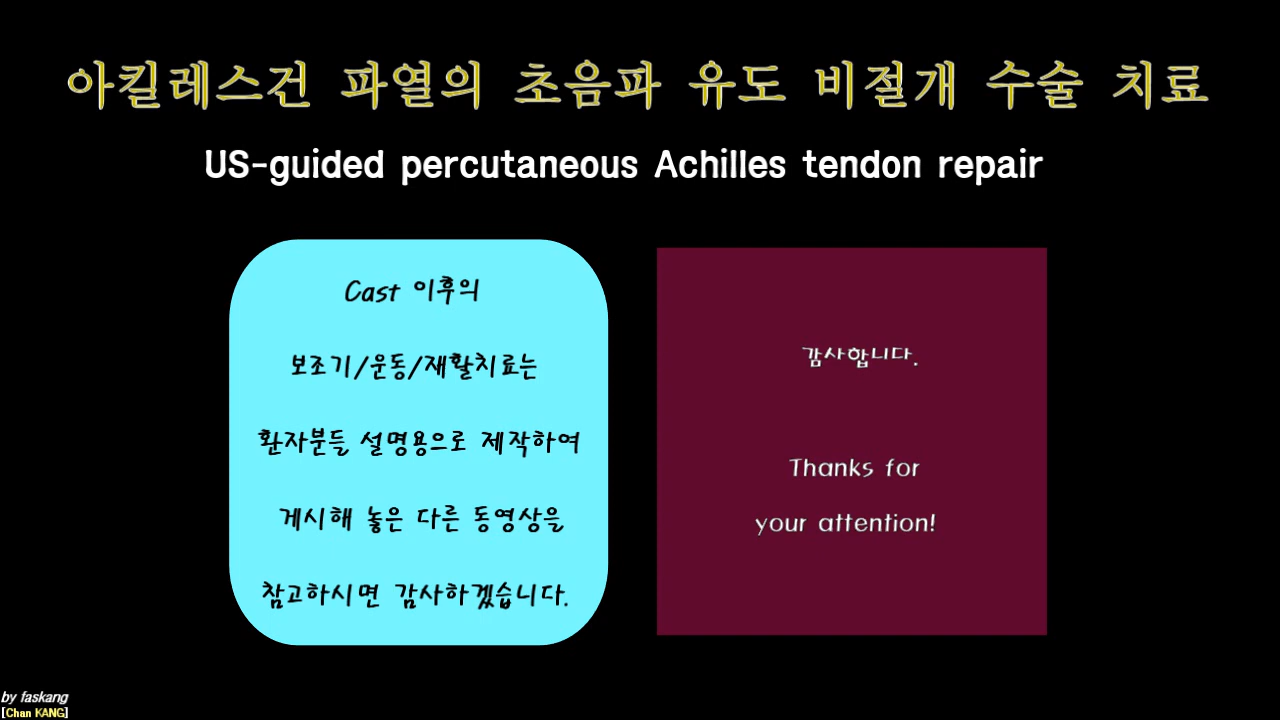 아킬레스건 파열의 초음파 유도 비절개 수술 치료
US-guided percutaneous Achilles tendon repair
Cast 이후의
보조기/운동/재활치료는
환자분들 설명용으로 제작하여
게시해 놓은 다른 동영상을
참고하시면 감사하겠습니다.
감사합니다.
Thanks for
your attention!
by faskang
[Chan KANG]